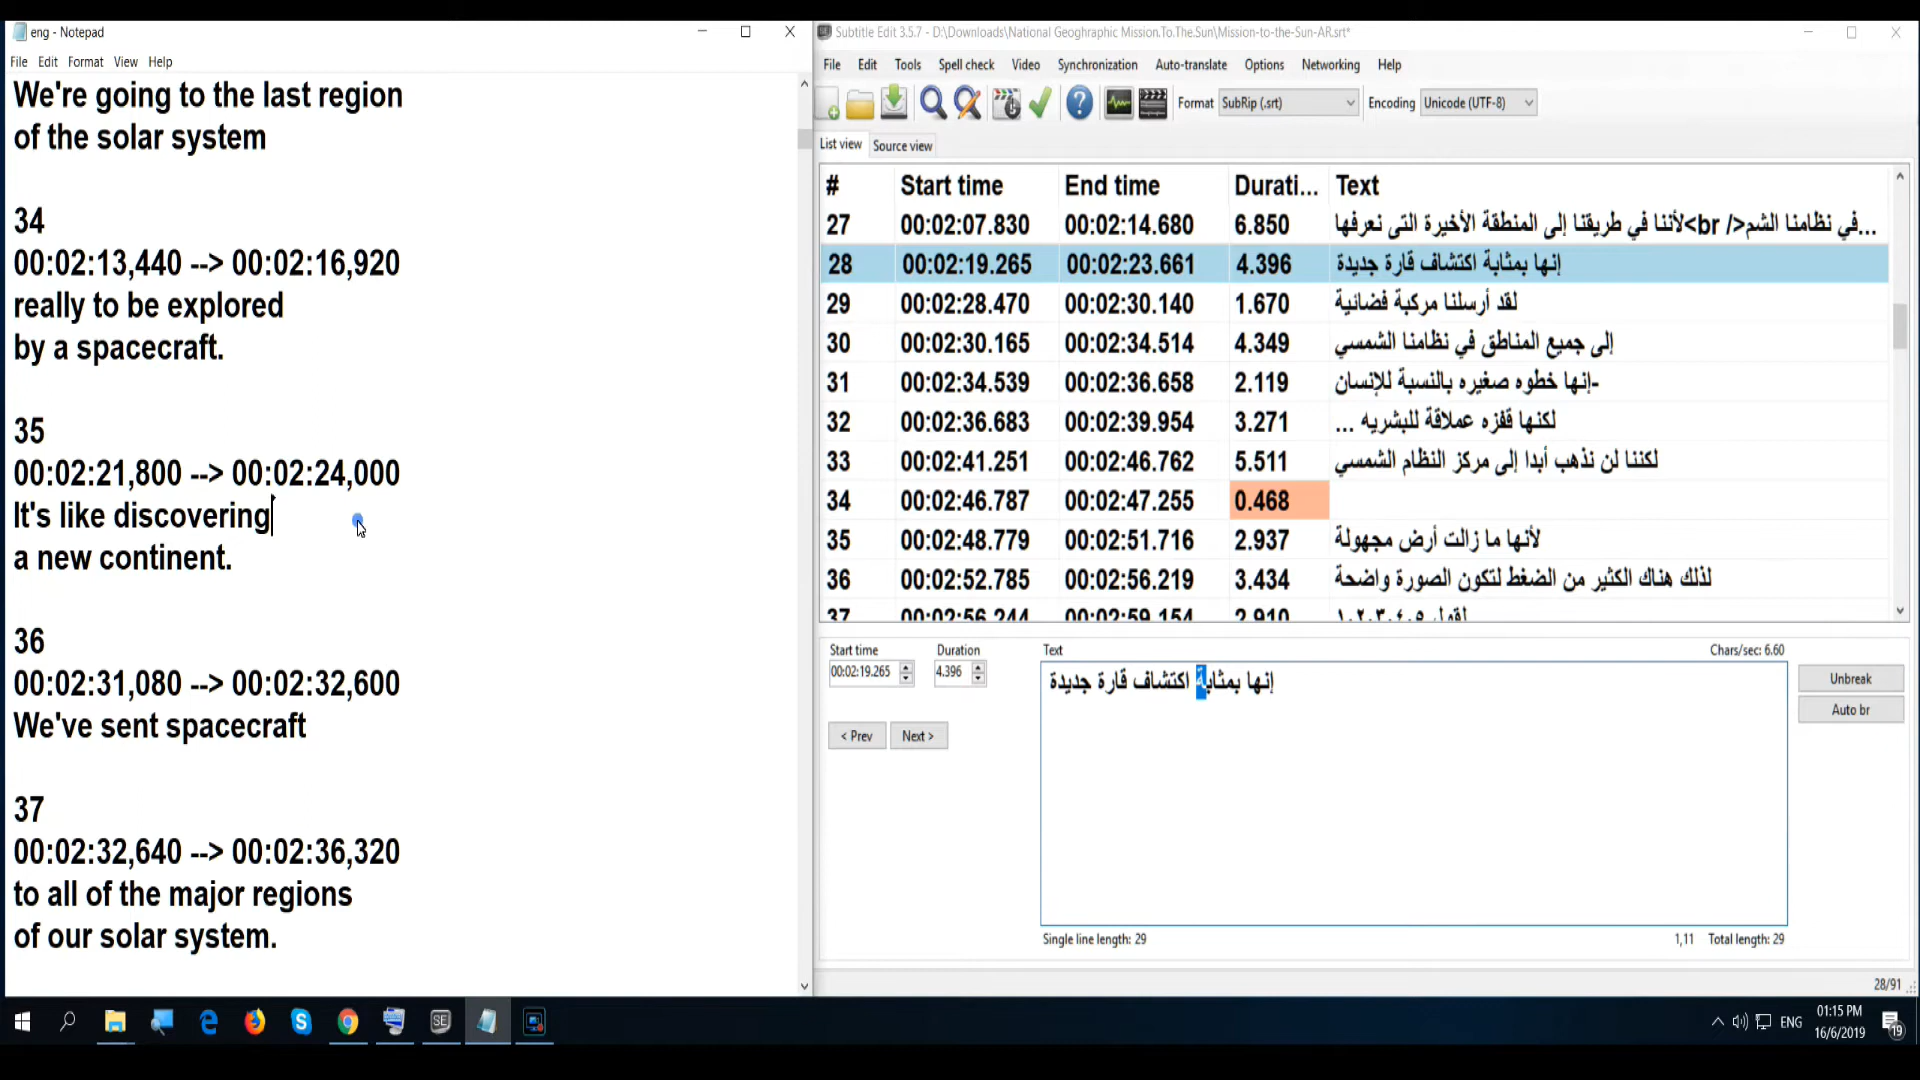 eng - Notepad
File Edit Format View Help
We're going to the last region
of the solar system
34
00:02:13,440 --> 00:02:16,920
really to be explored
by a spacecraft.
35
00:02:21,800 --> 00:02:24,000
It's like discovering
a new continent.
36
00:02:31,080 --> 00:02:32,600
We've sent spacecraft
37
00:02:32,640 --> 00:02:36,320
to all of the major regions
of our solar system.
Subtitle Edit 3.5.7 - D:\Downloads\National Geoghraphic Mission.To.The.Sun\Mission-to-the-Sun-AR.srt*
File Edit Tools Spell check Video Synchronization Auto-translate Options Networking Help
Format SubRip (.srt) Encoding Unicode (UTF-8)
List view Source view
# Start time End time Durati... Text
27 00:02:07.830 00:02:14.680 6.850 لأننا في طريقنا إلى المنطقة الأخيرة التى نعرفها<br />في نظامنا الشم...
28 00:02:19.265 00:02:23.661 4.396 إنها بمثابة اكتشاف قارة جديدة
29 00:02:28.470 00:02:30.140 1.670 لقد أرسلنا مركبة فضائية
30 00:02:30.165 00:02:34.514 4.349 إلى جميع المناطق في نظامنا الشمسي
31 00:02:34.539 00:02:36.658 2.119 -إنها خطوه صغيره بالنسبة للإنسان
32 00:02:36.683 00:02:39.954 3.271 لكنها قفزه عملاقة للبشريه ...
33 00:02:41.251 00:02:46.762 5.511 لكننا لن نذهب أبدا إلى مركز النظام الشمسي
34 00:02:46.787 00:02:47.255 0.468
35 00:02:48.779 00:02:51.716 2.937 لأنها ما زالت أرض مجهولة
36 00:02:52.785 00:02:56.219 3.434 لذلك هناك الكثير من الضغط لتكون الصورة واضحة
37 00:02:56.244 00:02:59.154 2.910
Start time Duration Text Chars/sec: 6.60
00:02:19.265 4.396
إنها بمثابة اكتشاف قارة جديدة
Unbreak
Auto br
< Prev Next >
Single line length: 29 1,11 Total length: 29
28/91
SE
ENG
01:15 PM
16/6/2019
19